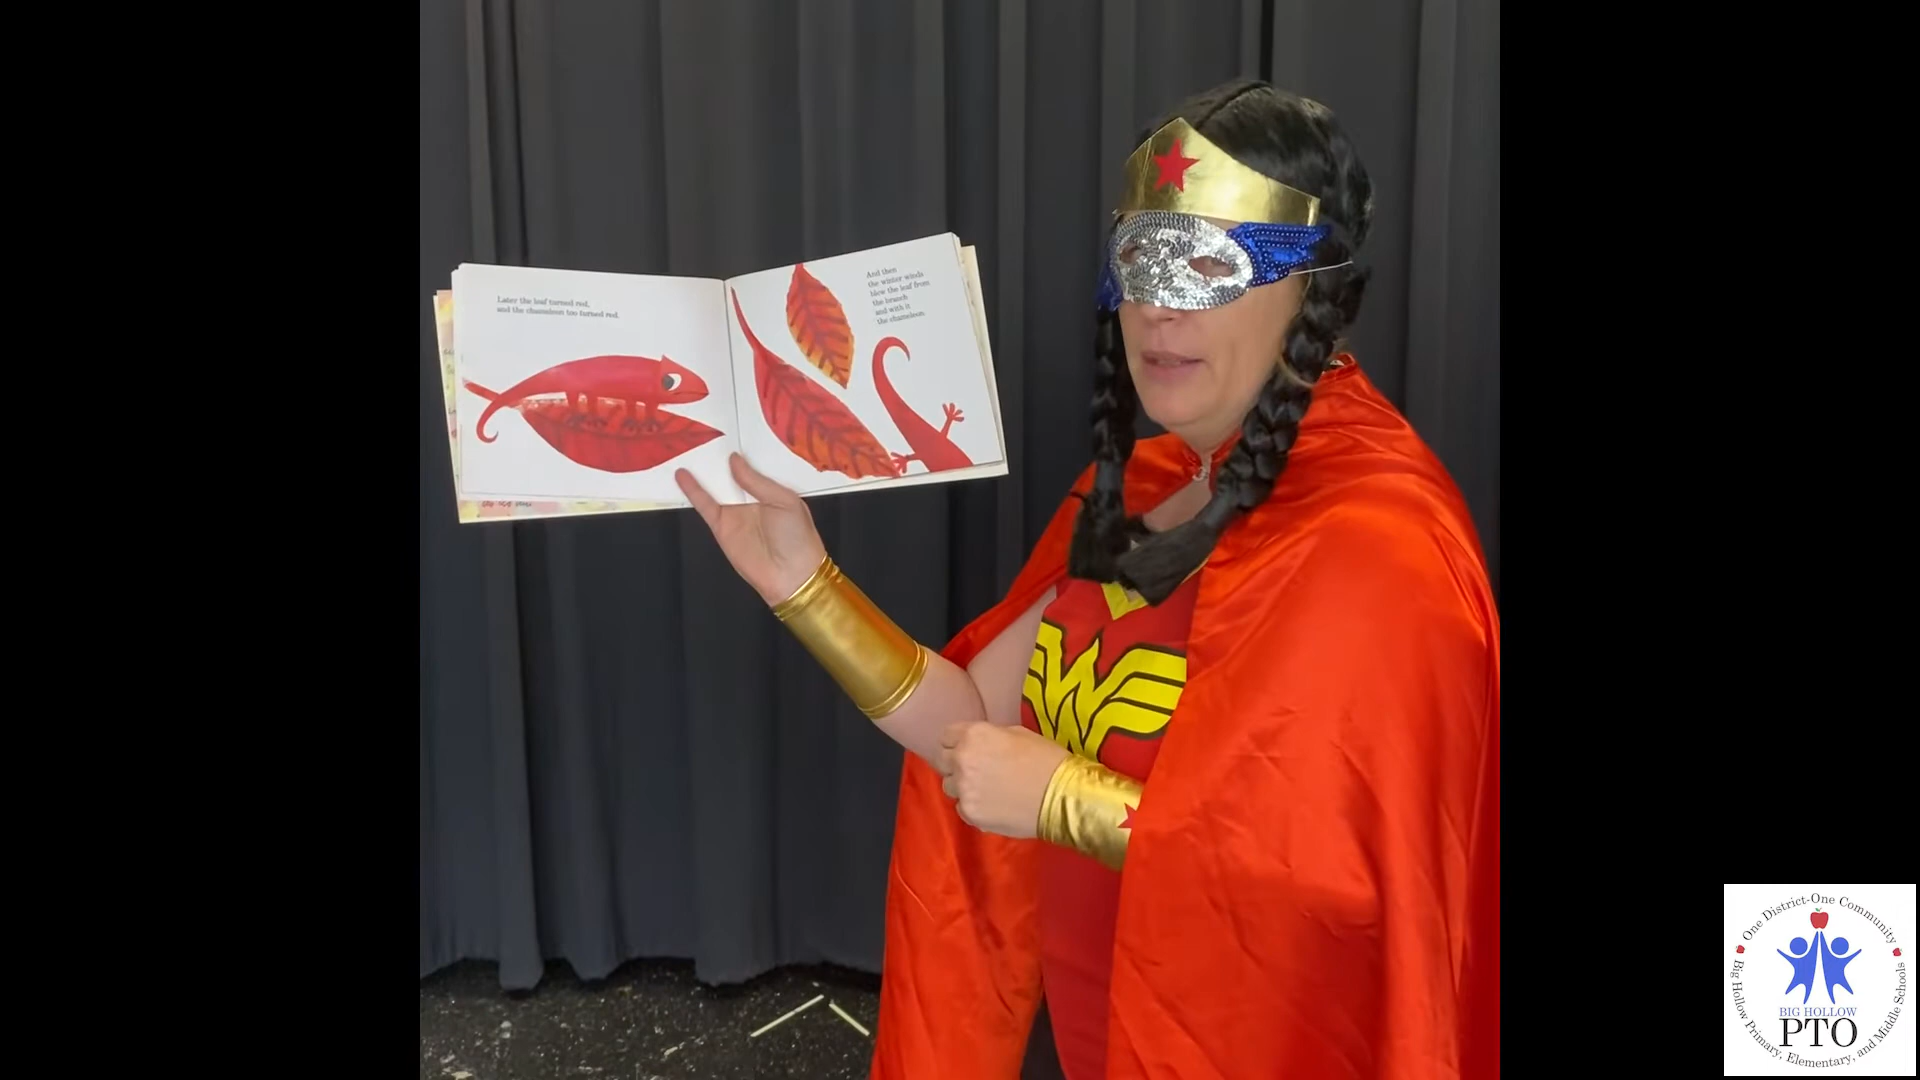 Later the leaf turned red,
and the chameleon too turned red.
And then
the winter winds
blew the leaf from
the branch
and with it
the chameleon.
W
One District-One Community
Big Hollow Primary, Elementary, and Middle Schools
BIG HOLLOW
PTO